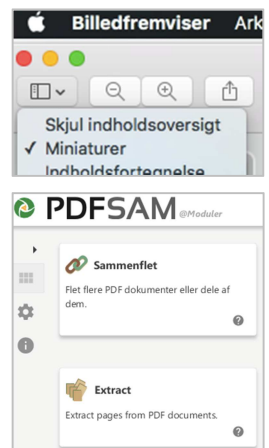 Billedfremviser Ark
Skjul indholdsoversigt
✓ Miniaturer
Indholdsfortegnelse
PDFSAM @Moduler
Sammenflet
Flet flere PDF dokumenter eller dele af
dem.
Extract
Extract pages from PDF documents.